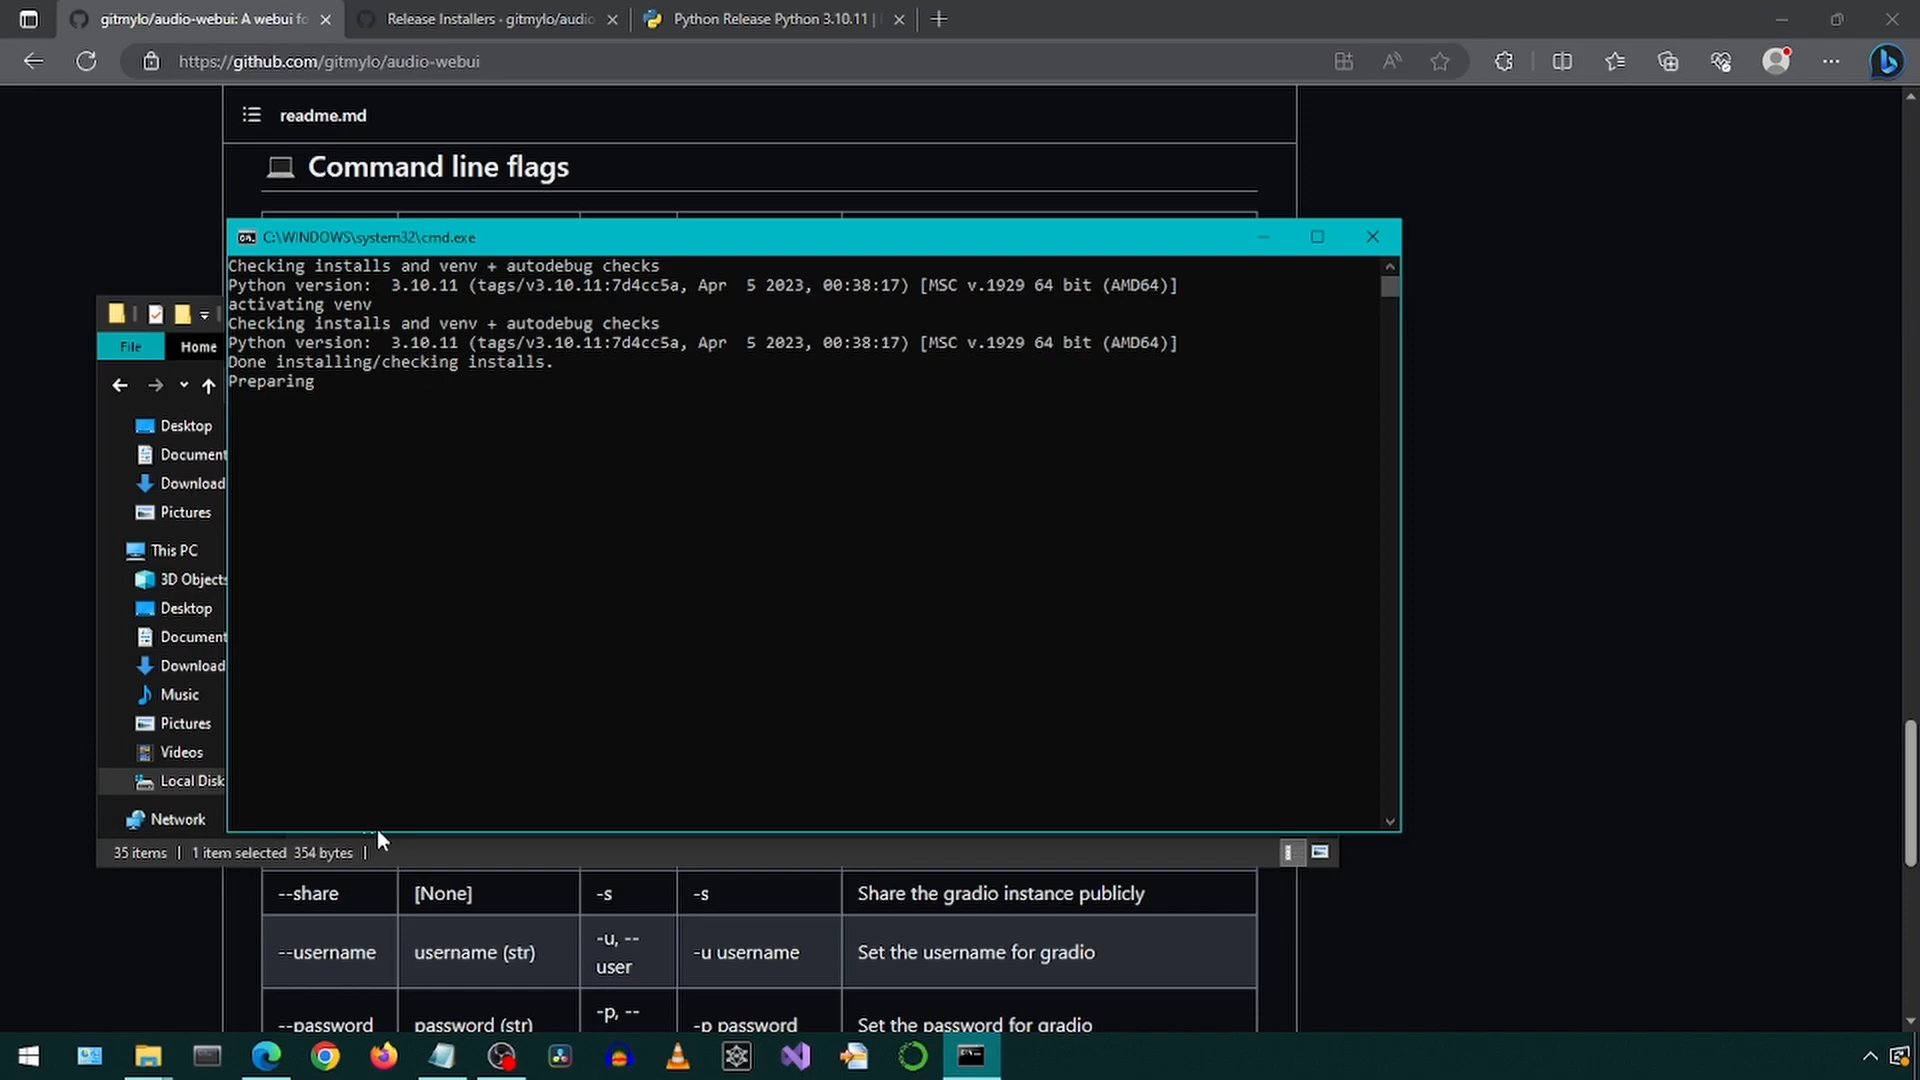 gitmylo/audio-webui: A webui fo
Release Installers · gitmylo/audio
Python Release Python 3.10.11 |
https://github.com/gitmylo/audio-webui
readme.md
Command line flags
C:\WINDOWS\system32\cmd.exe
Checking installs and venv + autodebug checks
Python version:  3.10.11 (tags/v3.10.11:7d4cc5a, Apr  5 2023, 00:38:17) [MSC v.1929 64 bit (AMD64)]
activating venv
Checking installs and venv + autodebug checks
Python version:  3.10.11 (tags/v3.10.11:7d4cc5a, Apr  5 2023, 00:38:17) [MSC v.1929 64 bit (AMD64)]
Done installing/checking installs.
Preparing
File
Home
Desktop
Document
Download
Pictures
This PC
3D Objects
Desktop
Document
Download
Music
Pictures
Videos
Local Disk
Network
35 items
1 item selected 354 bytes
--share [None] -s -s Share the gradio instance publicly
--username username (str) -u, --
user -u username Set the username for gradio
--password password (str) -p, -- -p password Set the password for gradio